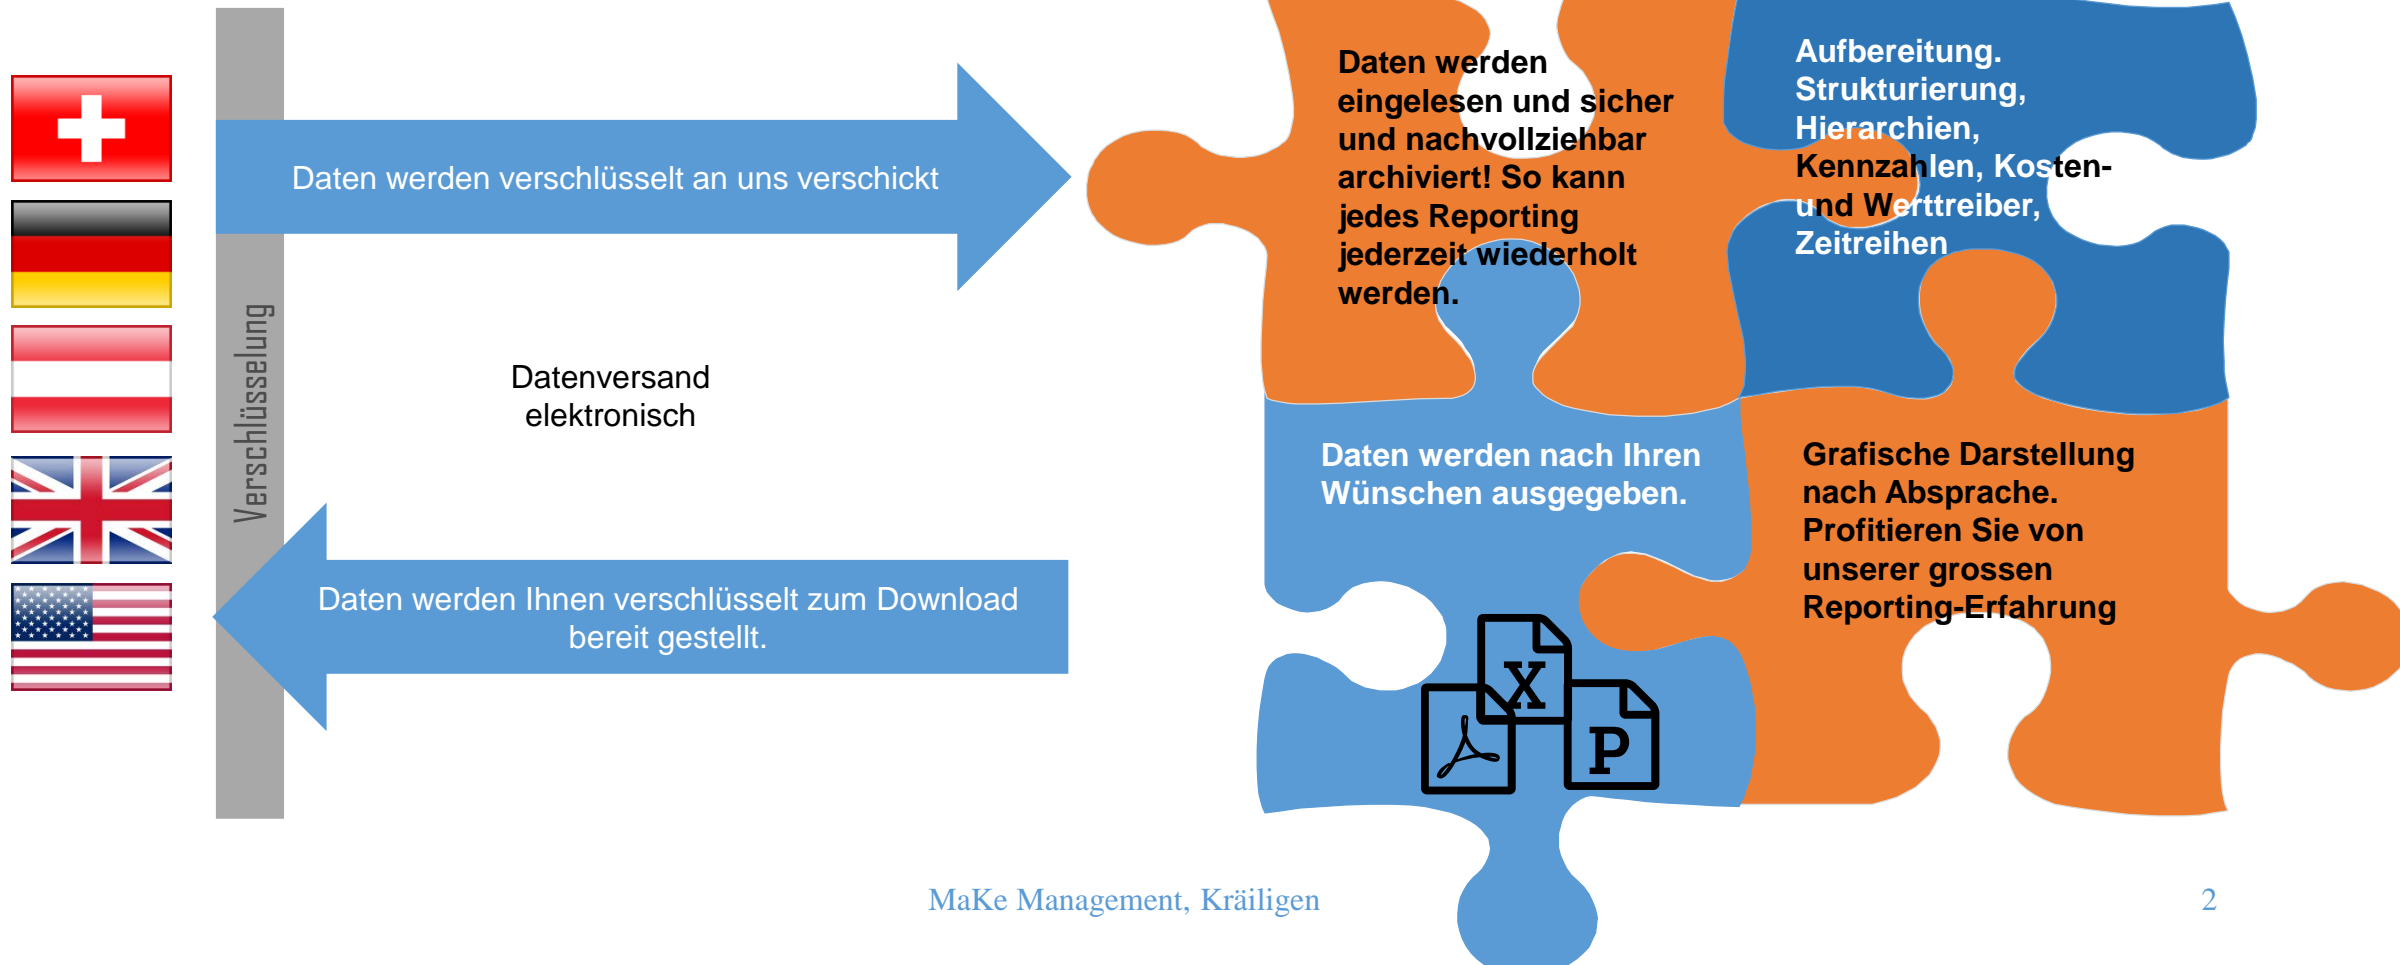 Verschlüsselung
Daten werden verschlüsselt an uns verschickt
Datenversand
elektronisch
Daten werden Ihnen verschlüsselt zum Download
bereit gestellt.
Daten werden
eingelesen und sicher
und nachvollziehbar
archiviert! So kann
jedes Reporting
jederzeit wiederholt
werden.
Aufbereitung.
Strukturierung,
Hierarchien,
Kennzahlen, Kosten-
und Werttreiber,
Zeitreihen
Daten werden nach Ihren
Wünschen ausgegeben.
Grafische Darstellung
nach Absprache.
Profitieren Sie von
unserer grossen
Reporting-Erfahrung
X
P
MaKe Management, Kräiligen
2